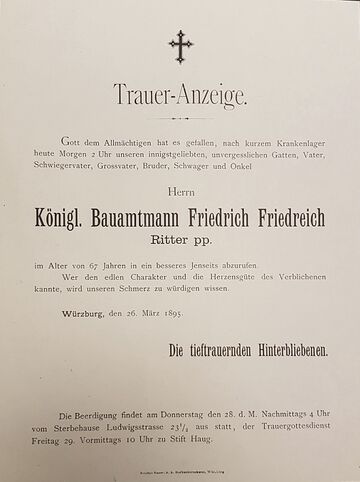 Trauer-Anzeige.
Gott dem Allmächtigen hat es gefallen, nach kurzem Krankenlager
heute Morgen 2 Uhr unseren innigstgeliebten, unvergesslichen Gatten, Vater,
Schwiegervater, Grossvater, Bruder, Schwager und Onkel
Herrn
Königl. Bauamtmann Friedrich Friedreich
Ritter pp.
im Alter von 67 Jahren in ein besseres Jenseits abzurufen.
Wer den edlen Charakter und die Herzensgüte des Verblichenen
kannte, wird unseren Schmerz zu würdigen wissen.
Würzburg, den 26. März 1895.
Die tieftrauernden Hinterbliebenen.
Die Beerdigung findet am Donnerstag den 28. d. M. Nachmittags 4 Uhr
vom Sterbehause Ludwigsstrasse 23 1/2 aus statt, der Trauergottesdienst
Freitag 29. Vormittags 10 Uhr zu Stift Haug.